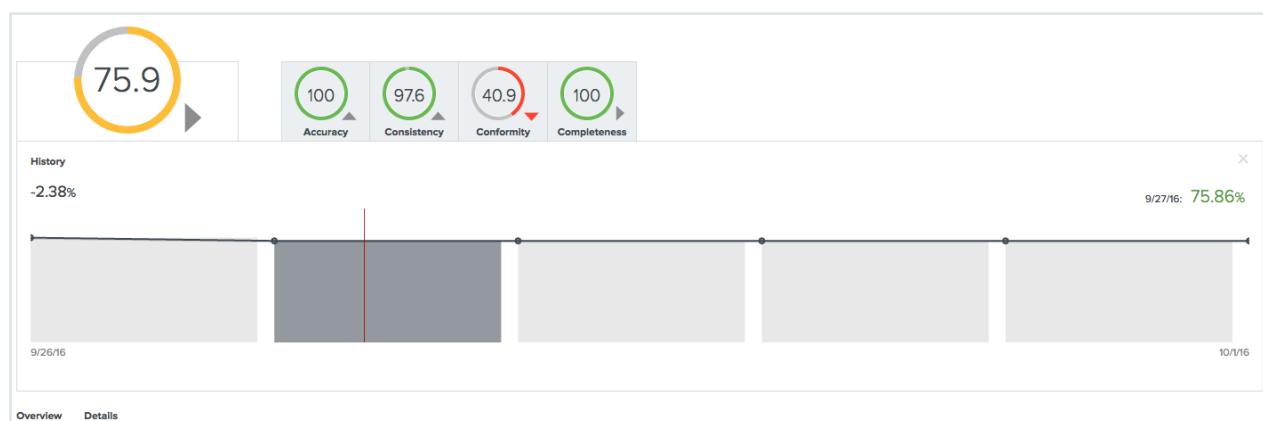 75.9
100 97.6 40.9 100
Accuracy Consistency Conformity Completeness
History
-2.38%
9/27/16: 75.86%
9/26/16 10/1/16
Overview Details